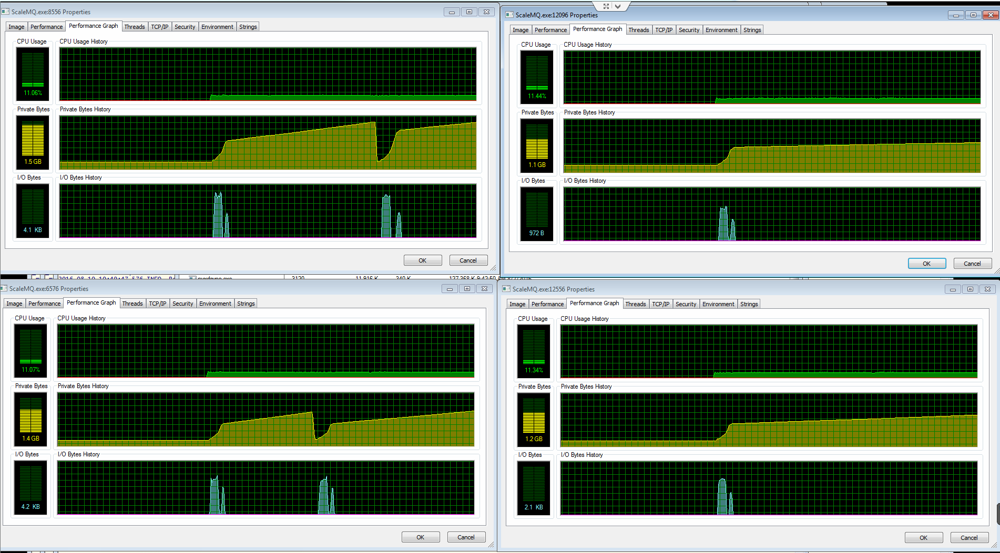 ScaleMQ.exe:8556 Properties
Image Performance Performance Graph Threads TCP/IP Security Environment Strings
CPU Usage CPU Usage History
11.06%
Private Bytes Private Bytes History
1.5 GB
I/O Bytes I/O Bytes History
4.1 KB
OK Cancel
ScaleMQ.exe:12096 Properties
Image Performance Performance Graph Threads TCP/IP Security Environment Strings
CPU Usage CPU Usage History
11.44%
Private Bytes Private Bytes History
1.1 GB
I/O Bytes I/O Bytes History
972 B
OK Cancel
ScaleMQ.exe:6576 Properties
Image Performance Performance Graph Threads TCP/IP Security Environment Strings
CPU Usage CPU Usage History
11.07%
Private Bytes Private Bytes History
1.4 GB
I/O Bytes I/O Bytes History
4.2 KB
OK Cancel
ScaleMQ.exe:12556 Properties
Image Performance Performance Graph Threads TCP/IP Security Environment Strings
CPU Usage CPU Usage History
11.34%
Private Bytes Private Bytes History
1.2 GB
I/O Bytes I/O Bytes History
2.1 KB
OK Cancel